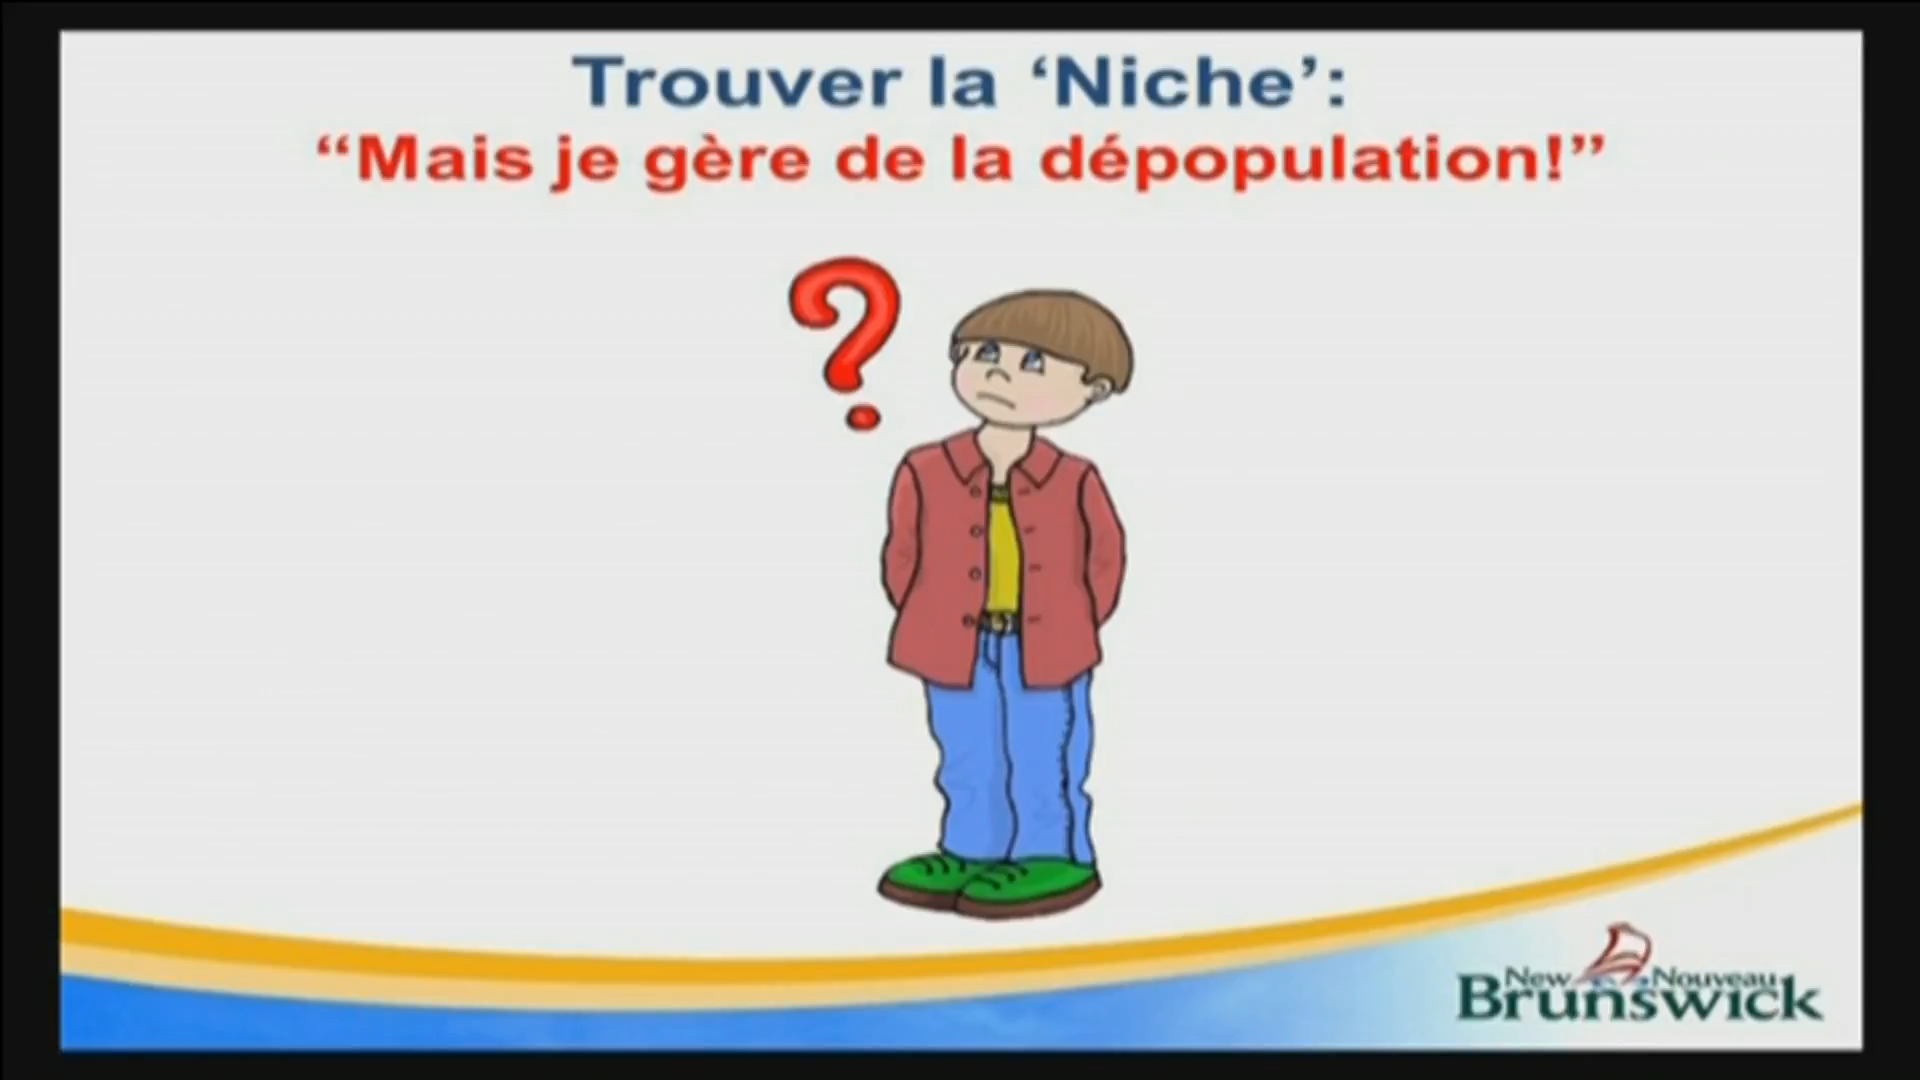 Trouver la ‘Niche’:
“Mais je gère de la dépopulation!”
?
New Nouveau
Brunswick